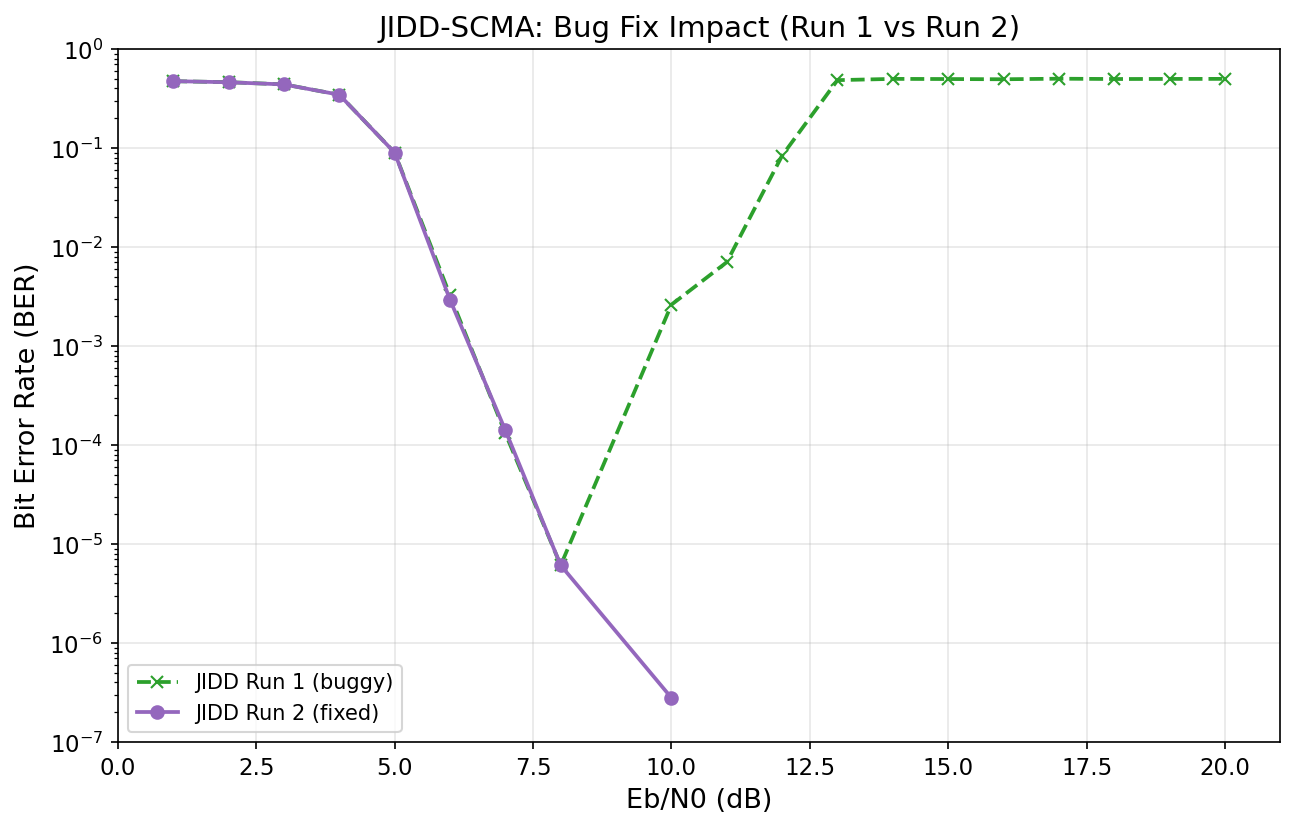 JIDD-SCMA: Bug Fix Impact (Run 1 vs Run 2)
Bit Error Rate (BER)
10⁰
10⁻¹
10⁻²
10⁻³
10⁻⁴
10⁻⁵
10⁻⁶
10⁻⁷
JIDD Run 1 (buggy)
JIDD Run 2 (fixed)
0.0 2.5 5.0 7.5 10.0 12.5 15.0 17.5 20.0
Eb/N0 (dB)